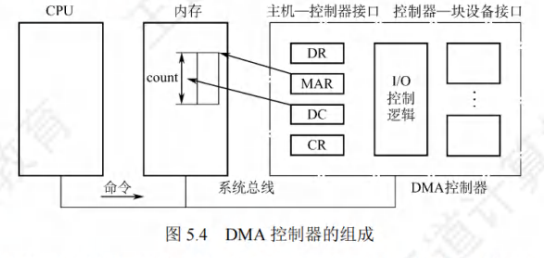 CPU
内存
主机—控制器接口
控制器—块设备接口
count
DR
MAR
DC
CR
I/O
控制
逻辑
⋮
命令
系统总线
DMA控制器
图 5.4 DMA 控制器的组成